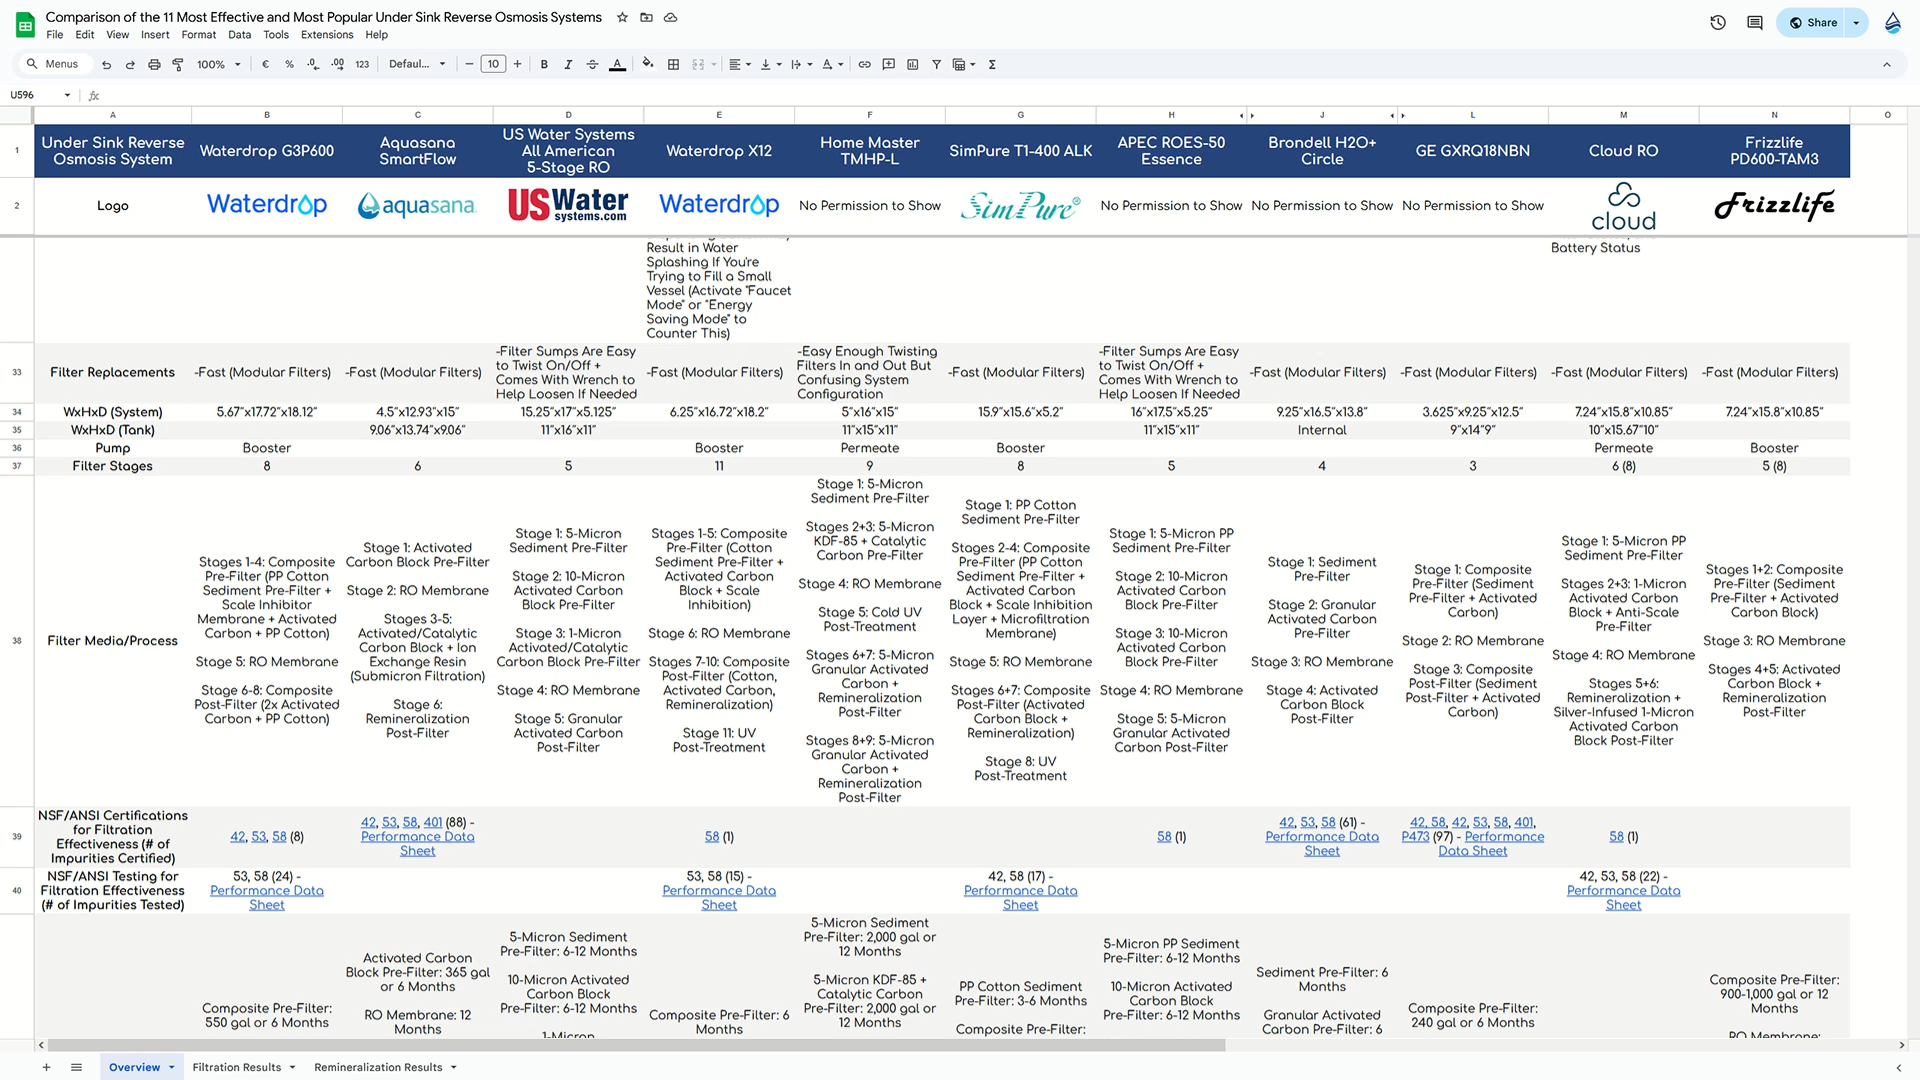 Comparison of the 11 Most Effective and Most Popular Under Sink Reverse Osmosis Systems
File Edit View Insert Format Data Tools Extensions Help
Share
Menus 100% € % .0 .00 123 Defaul... 10 B I A Σ
U596 fx
A B C D E F G H J L M N O
1
Under Sink Reverse
Osmosis System
Waterdrop G3P600
Aquasana
SmartFlow
US Water Systems
All American
5-Stage RO
Waterdrop X12
Home Master
TMHP-L
SimPure T1-400 ALK
APEC ROES-50
Essence
Brondell H2O+
Circle
GE GXRQ18NBN
Cloud RO
Frizzlife
PD600-TAM3
2
Logo
Waterdrop
aquasana
USWater
systems.com
Waterdrop
No Permission to Show
SimPure®
No Permission to Show
No Permission to Show
No Permission to Show
cloud
Frizzlife
Result in Water
Splashing If You're
Trying to Fill a Small
Vessel (Activate "Faucet
Mode" or "Energy
Saving Mode" to
Counter This)
Battery Status
33
Filter Replacements
-Fast (Modular Filters)
-Fast (Modular Filters)
-Filter Sumps Are Easy
to Twist On/Off +
Comes With Wrench to
Help Loosen If Needed
-Fast (Modular Filters)
-Easy Enough Twisting
Filters In and Out But
Confusing System
Configuration
-Fast (Modular Filters)
-Filter Sumps Are Easy
to Twist On/Off +
Comes With Wrench to
Help Loosen If Needed
-Fast (Modular Filters)
-Fast (Modular Filters)
-Fast (Modular Filters)
-Fast (Modular Filters)
34 WxHxD (System) 5.67"x17.72"x18.12" 4.5"x12.93"x15" 15.25"x17"x5.125" 6.25"x16.72"x18.2" 5"x16"x15" 15.9"x15.6"x5.2" 16"x17.5"x5.25" 9.25"x16.5"x13.8" 3.625"x9.25"x12.5" 7.24"x15.8"x10.85" 7.24"x15.8"x10.85"
35 WxHxD (Tank) 9.06"x13.74"x9.06" 11"x16"x11" 11"x15"x11" 11"x15"x11" Internal 9"x14"9" 10"x15.67"10"
36 Pump Booster Booster Permeate Booster Permeate Booster
37 Filter Stages 8 6 5 11 9 8 5 4 3 6 (8) 5 (8)
38
Filter Media/Process
Stages 1-4: Composite
Pre-Filter (PP Cotton
Sediment Pre-Filter +
Scale Inhibitor
Membrane + Activated
Carbon + PP Cotton)
Stage 5: RO Membrane
Stage 6-8: Composite
Post-Filter (2x Activated
Carbon + PP Cotton)
Stage 1: Activated
Carbon Block Pre-Filter
Stage 2: RO Membrane
Stages 3-5:
Activated/Catalytic
Carbon Block + Ion
Exchange Resin
(Submicron Filtration)
Stage 6:
Remineralization
Post-Filter
Stage 1: 5-Micron
Sediment Pre-Filter
Stage 2: 10-Micron
Activated Carbon
Block Pre-Filter
Stage 3: 1-Micron
Activated/Catalytic
Carbon Block Pre-Filter
Stage 4: RO Membrane
Stage 5: Granular
Activated Carbon
Post-Filter
Stages 1-5: Composite
Pre-Filter (Cotton
Sediment Pre-Filter +
Activated Carbon
Block + Scale
Inhibition)
Stage 6: RO Membrane
Stages 7-10: Composite
Post-Filter (Cotton,
Activated Carbon,
Remineralization)
Stage 11: UV
Post-Treatment
Stage 1: 5-Micron
Sediment Pre-Filter
Stages 2+3: 5-Micron
KDF-85 + Catalytic
Carbon Pre-Filter
Stage 4: RO Membrane
Stage 5: Cold UV
Post-Treatment
Stages 6+7: 5-Micron
Granular Activated
Carbon +
Remineralization
Post-Filter
Stages 8+9: 5-Micron
Granular Activated
Carbon +
Remineralization
Post-Filter
Stage 1: PP Cotton
Sediment Pre-Filter
Stages 2-4: Composite
Pre-Filter (PP Cotton
Sediment Pre-Filter +
Activated Carbon
Block + Scale Inhibition
Layer + Microfiltration
Membrane)
Stage 5: RO Membrane
Stages 6+7: Composite
Post-Filter (Activated
Carbon Block +
Remineralization)
Stage 8: UV
Post-Treatment
Stage 1: 5-Micron PP
Sediment Pre-Filter
Stage 2: 10-Micron
Activated Carbon
Block Pre-Filter
Stage 3: 10-Micron
Activated Carbon
Block Pre-Filter
Stage 4: RO Membrane
Stage 5: 5-Micron
Granular Activated
Carbon Post-Filter
Stage 1: Sediment
Pre-Filter
Stage 2: Granular
Activated Carbon
Pre-Filter
Stage 3: RO Membrane
Stage 4: Activated
Carbon Block
Post-Filter
Stage 1: Composite
Pre-Filter (Sediment
Pre-Filter + Activated
Carbon)
Stage 2: RO Membrane
Stage 3: Composite
Post-Filter (Sediment
Post-Filter + Activated
Carbon)
Stage 1: 5-Micron PP
Sediment Pre-Filter
Stages 2+3: 1-Micron
Activated Carbon
Block + Anti-Scale
Pre-Filter
Stage 4: RO Membrane
Stages 5+6:
Remineralization +
Silver-Infused 1-Micron
Activated Carbon
Block Post-Filter
Stages 1+2: Composite
Pre-Filter (Sediment
Pre-Filter + Activated
Carbon Block)
Stage 3: RO Membrane
Stages 4+5: Activated
Carbon Block +
Remineralization
Post-Filter
39
NSF/ANSI Certifications
for Filtration
Effectiveness (# of
Impurities Certified)
42, 53, 58 (8)
42, 53, 58, 401 (88) -
Performance Data
Sheet
58 (1)
58 (1)
42, 53, 58 (61) -
Performance Data
Sheet
42, 58, 42, 53, 58, 401,
P473 (97) - Performance
Data Sheet
58 (1)
40
NSF/ANSI Testing for
Filtration Effectiveness
(# of Impurities Tested)
53, 58 (24) -
Performance Data
Sheet
53, 58 (15) -
Performance Data
Sheet
42, 58 (17) -
Performance Data
Sheet
42, 53, 58 (22) -
Performance Data
Sheet
Composite Pre-Filter:
550 gal or 6 Months
Activated Carbon
Block Pre-Filter: 365 gal
or 6 Months
RO Membrane: 12
Months
5-Micron Sediment
Pre-Filter: 6-12 Months
10-Micron Activated
Carbon Block
Pre-Filter: 6-12 Months
1-Micron
Composite Pre-Filter: 6
Months
5-Micron Sediment
Pre-Filter: 2,000 gal or
12 Months
5-Micron KDF-85 +
Catalytic Carbon
Pre-Filter: 2,000 gal or
12 Months
PP Cotton Sediment
Pre-Filter: 3-6 Months
Composite Pre-Filter:
5-Micron PP Sediment
Pre-Filter: 6-12 Months
10-Micron Activated
Carbon Block
Pre-Filter: 6-12 Months
Sediment Pre-Filter: 6
Months
Granular Activated
Carbon Pre-Filter: 6
Composite Pre-Filter:
240 gal or 6 Months
Composite Pre-Filter:
900-1,000 gal or 12
Months
RO Membrane:
Overview Filtration Results Remineralization Results